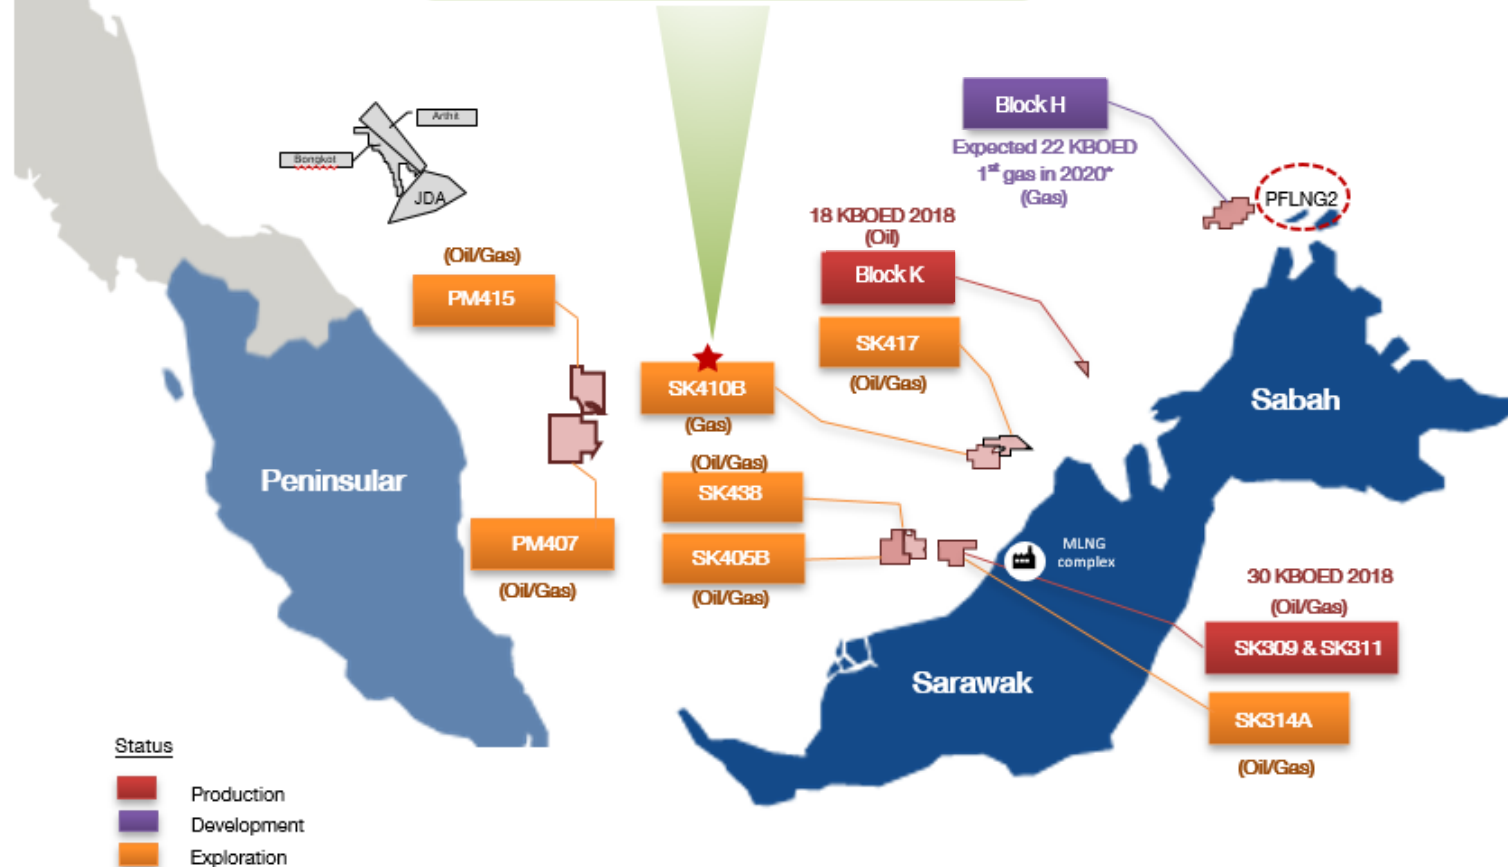 Arthit
Bongkot
JDA
Block H
Expected 22 KBOED
1st gas in 2020*
(Gas)
PFLNG2
18 KBOED 2018
(Oil)
Block K
(Oil/Gas)
PM415
SK417
(Oil/Gas)
SK410B
(Gas)
Sabah
(Oil/Gas)
SK438
Peninsular
PM407
(Oil/Gas)
SK405B
(Oil/Gas)
MLNG
complex
30 KBOED 2018
(Oil/Gas)
SK309 & SK311
Sarawak
SK314A
(Oil/Gas)
Status
Production
Development
Exploration